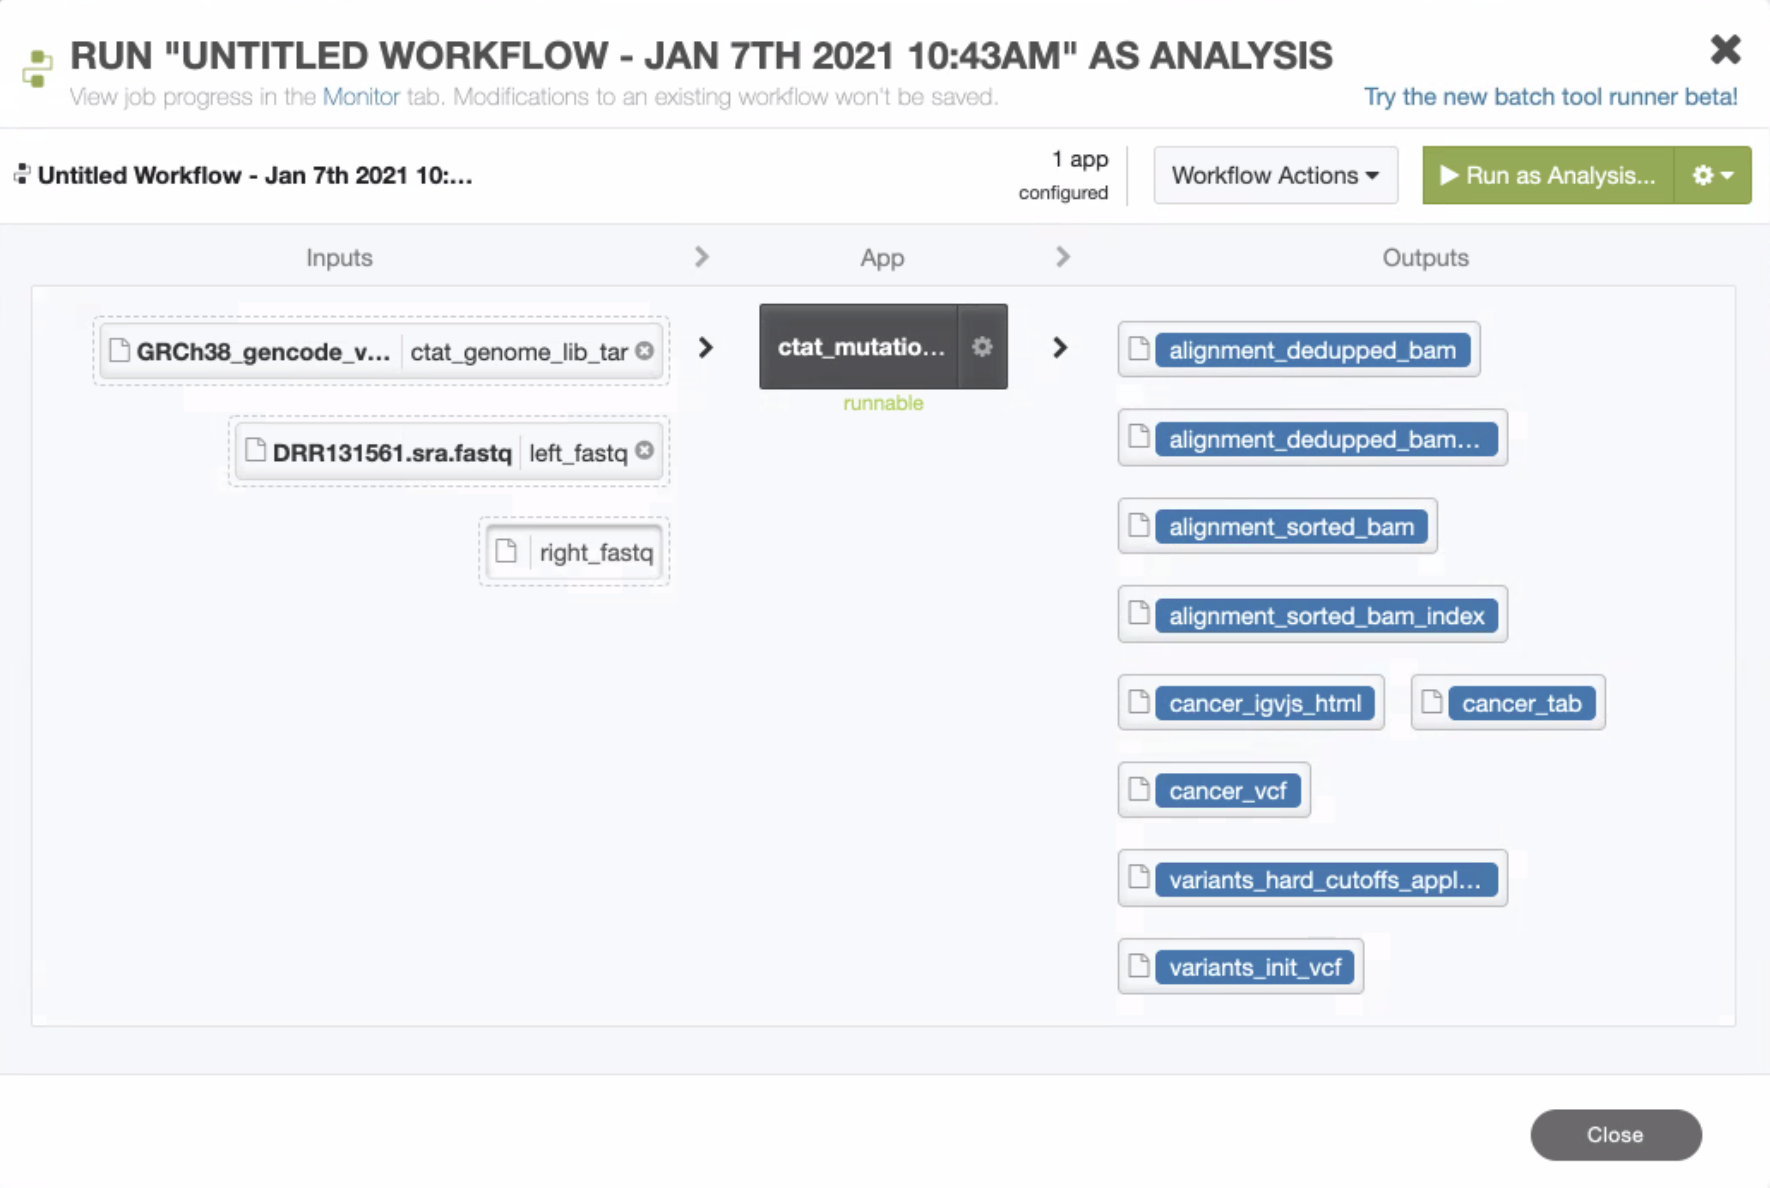 RUN "UNTITLED WORKFLOW - JAN 7TH 2021 10:43AM" AS ANALYSIS
View job progress in the Monitor tab. Modifications to an existing workflow won't be saved.
Try the new batch tool runner beta!
Untitled Workflow - Jan 7th 2021 10:...
1 app
configured
Workflow Actions
Run as Analysis...
Inputs
App
Outputs
GRCh38_gencode_v... ctat_genome_lib_tar
ctat_mutatio...
runnable
alignment_dedupped_bam
DRR131561.sra.fastq left_fastq
alignment_dedupped_bam...
right_fastq
alignment_sorted_bam
alignment_sorted_bam_index
cancer_igvjs_html
cancer_tab
cancer_vcf
variants_hard_cutoffs_appl...
variants_init_vcf
Close